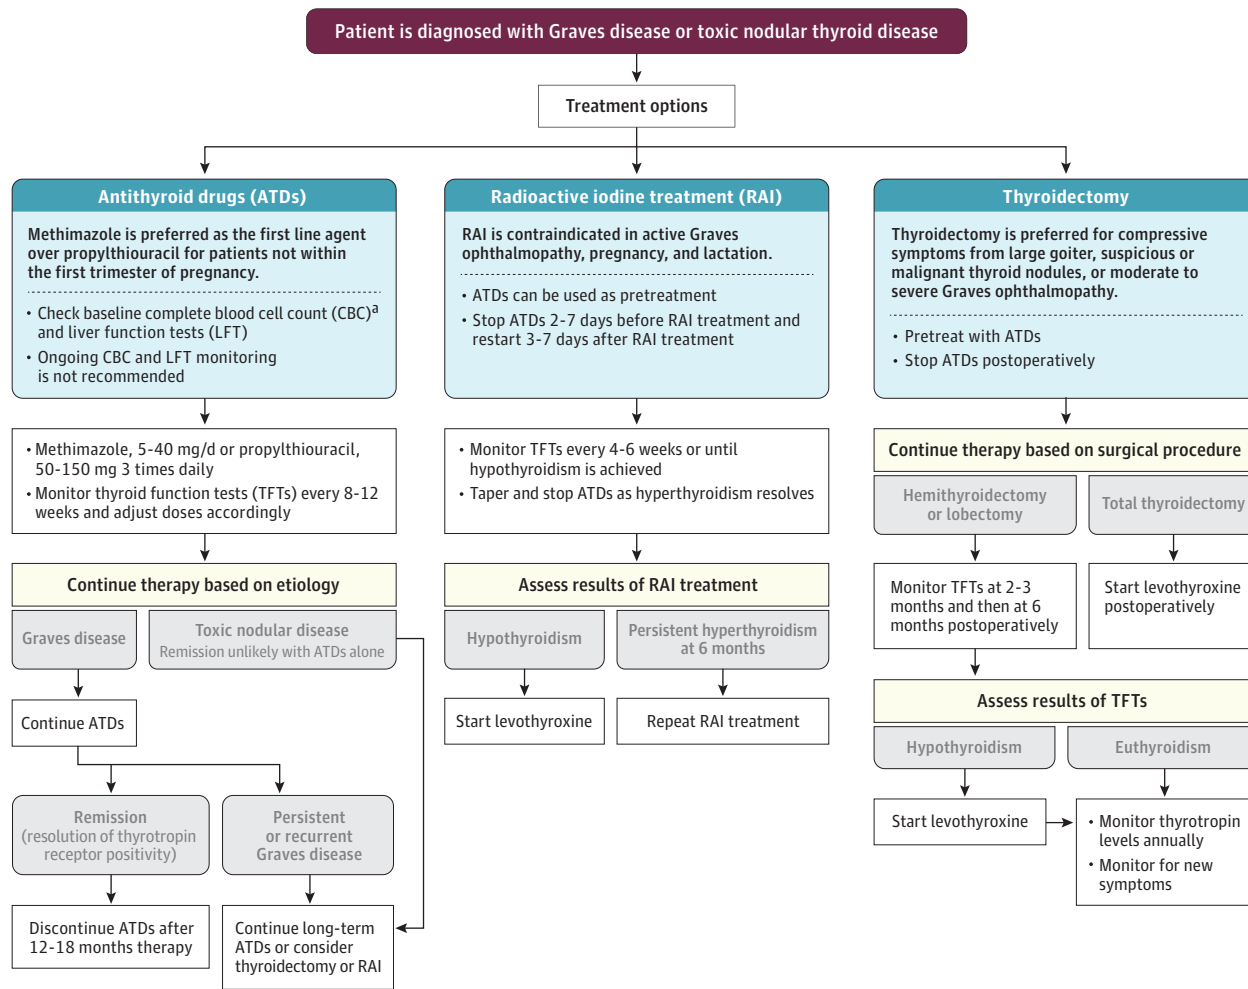 Patient is diagnosed with Graves disease or toxic nodular thyroid disease
Treatment options
Antithyroid drugs (ATDs)
Methimazole is preferred as the first line agent
over propylthiouracil for patients not within
the first trimester of pregnancy.
• Check baseline complete blood cell count (CBC)a
and liver function tests (LFT)
• Ongoing CBC and LFT monitoring
is not recommended
• Methimazole, 5-40 mg/d or propylthiouracil,
50-150 mg 3 times daily
• Monitor thyroid function tests (TFTs) every 8-12
weeks and adjust doses accordingly
Continue therapy based on etiology
Graves disease
Toxic nodular disease
Remission unlikely with ATDs alone
Continue ATDs
Remission
(resolution of thyrotropin
receptor positivity)
Persistent
or recurrent
Graves disease
Discontinue ATDs after
12-18 months therapy
Continue long-term
ATDs or consider
thyroidectomy or RAI
Radioactive iodine treatment (RAI)
RAI is contraindicated in active Graves
ophthalmopathy, pregnancy, and lactation.
• ATDs can be used as pretreatment
• Stop ATDs 2-7 days before RAI treatment and
restart 3-7 days after RAI treatment
• Monitor TFTs every 4-6 weeks or until
hypothyroidism is achieved
• Taper and stop ATDs as hyperthyroidism resolves
Assess results of RAI treatment
Hypothyroidism
Persistent hyperthyroidism
at 6 months
Start levothyroxine
Repeat RAI treatment
Thyroidectomy
Thyroidectomy is preferred for compressive
symptoms from large goiter, suspicious or
malignant thyroid nodules, or moderate to
severe Graves ophthalmopathy.
• Pretreat with ATDs
• Stop ATDs postoperatively
Continue therapy based on surgical procedure
Hemithyroidectomy
or lobectomy
Total thyroidectomy
Monitor TFTs at 2-3
months and then at 6
months postoperatively
Start levothyroxine
postoperatively
Assess results of TFTs
Hypothyroidism
Euthyroidism
Start levothyroxine
• Monitor thyrotropin
levels annually
• Monitor for new
symptoms